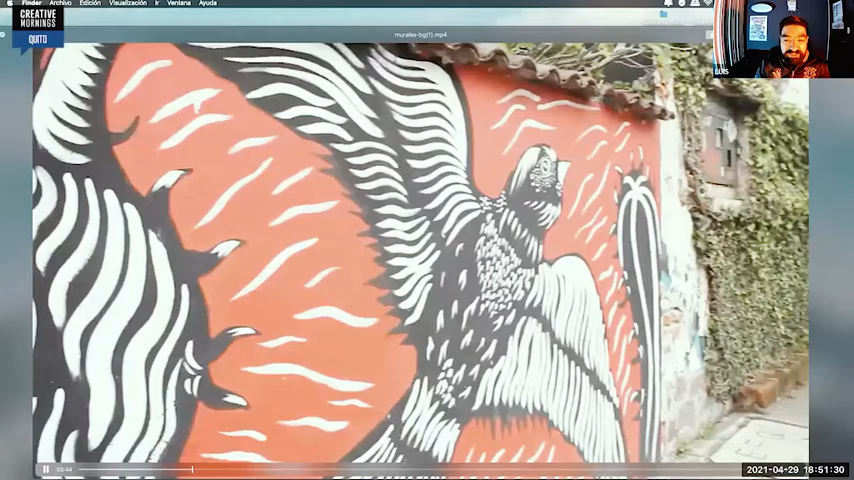 Finder Archivo Edición Visualización Ir Ventana Ayuda
CREATIVE
MORNINGS
QUITO
murales-bg(1).mp4
LUIS
03:44
2021-04-29 18:51:30